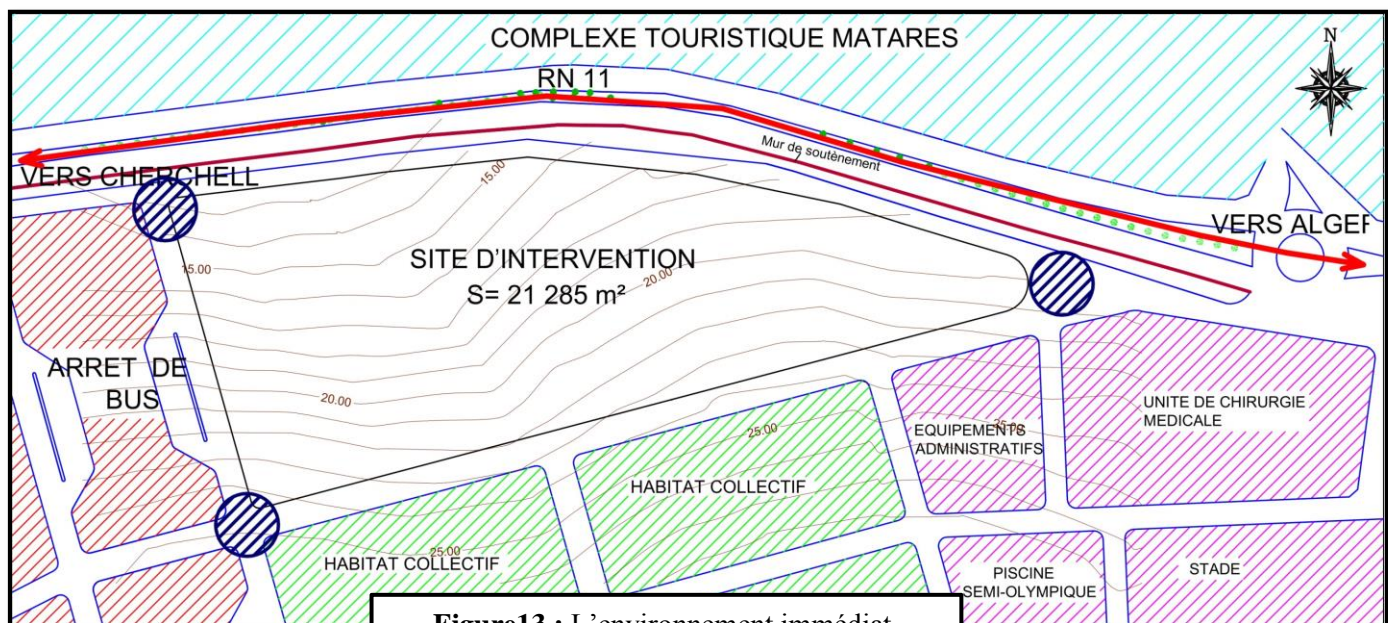 COMPLEXE TOURISTIQUE MATARES
N
RN 11
Mur de soutènement
VERS CHERCHELL
VERS ALGER
15.00
15.00
SITE D'INTERVENTION
S= 21 285 m²
20.00
20.00
ARRET DE
BUS
UNITE DE CHIRURGIE
MEDICALE
EQUIPEMENTS
ADMINISTRATIFS
25.00
25.00
HABITAT COLLECTIF
25.00
HABITAT COLLECTIF
PISCINE
SEMI-OLYMPIQUE
STADE
Figure13 : L'environnement immédiat